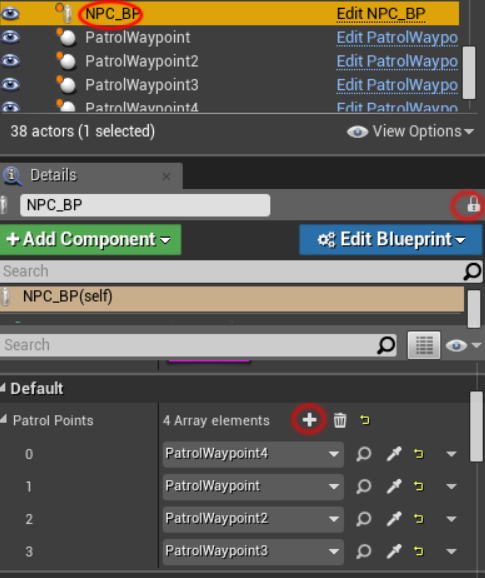 NPC_BP Edit NPC_BP
PatrolWaypoint Edit PatrolWaypo
PatrolWaypoint2 Edit PatrolWaypo
PatrolWaypoint3 Edit PatrolWaypo
PatrolWaypoint4 Edit PatrolWaypo
38 actors (1 selected) View Options
Details
NPC_BP
+ Add Component Edit Blueprint
Search
NPC_BP(self)
Search
Default
Patrol Points 4 Array elements
0 PatrolWaypoint4
1 PatrolWaypoint
2 PatrolWaypoint2
3 PatrolWaypoint3